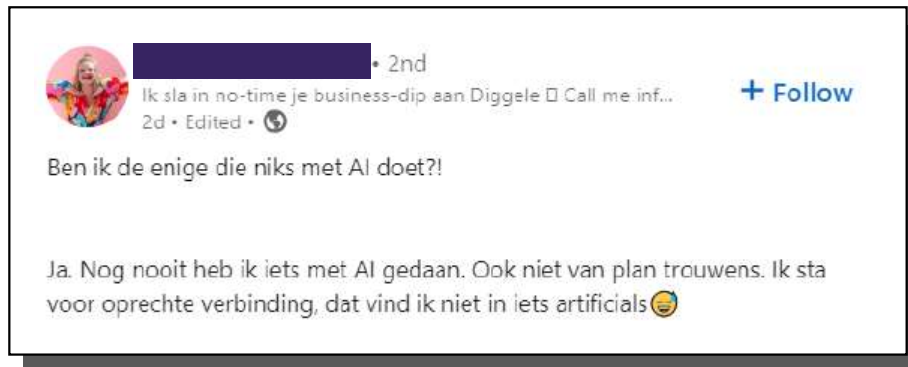 • 2nd
Ik sla in no-time je business-dip aan Diggele Call me inf...
+ Follow
2d • Edited •
Ben ik de enige die niks met AI doet?!
Ja. Nog nooit heb ik iets met AI gedaan. Ook niet van plan trouwens. Ik sta
voor oprechte verbinding, dat vind ik niet in iets artificials😅